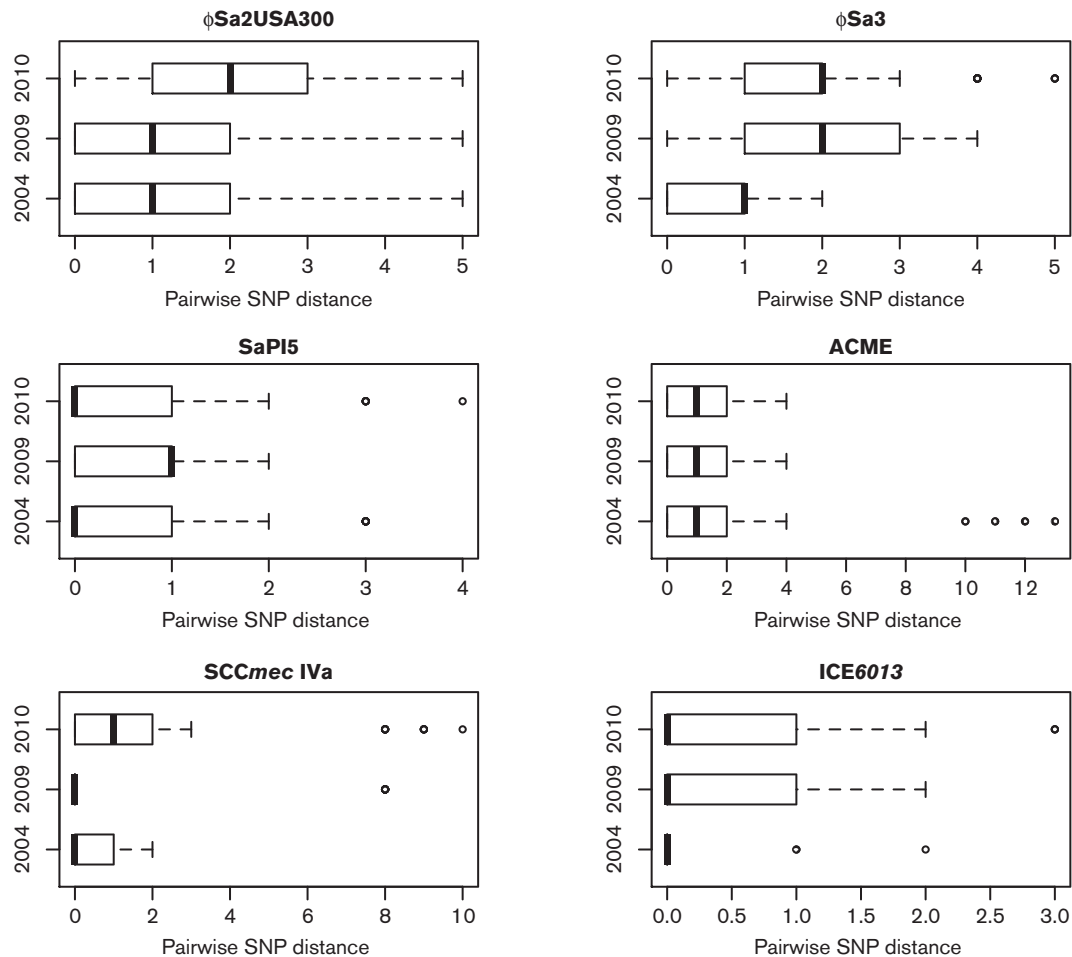 ϕSa2USA300
2010
2009
2004
0 1 2 3 4 5
Pairwise SNP distance
ϕSa3
2010
2009
2004
0 1 2 3 4 5
Pairwise SNP distance
SaPI5
2010
2009
2004
0 1 2 3 4
Pairwise SNP distance
ACME
2010
2009
2004
0 2 4 6 8 10 12
Pairwise SNP distance
SCCmec IVa
2010
2009
2004
0 2 4 6 8 10
Pairwise SNP distance
ICE6013
2010
2009
2004
0.0 0.5 1.0 1.5 2.0 2.5 3.0
Pairwise SNP distance